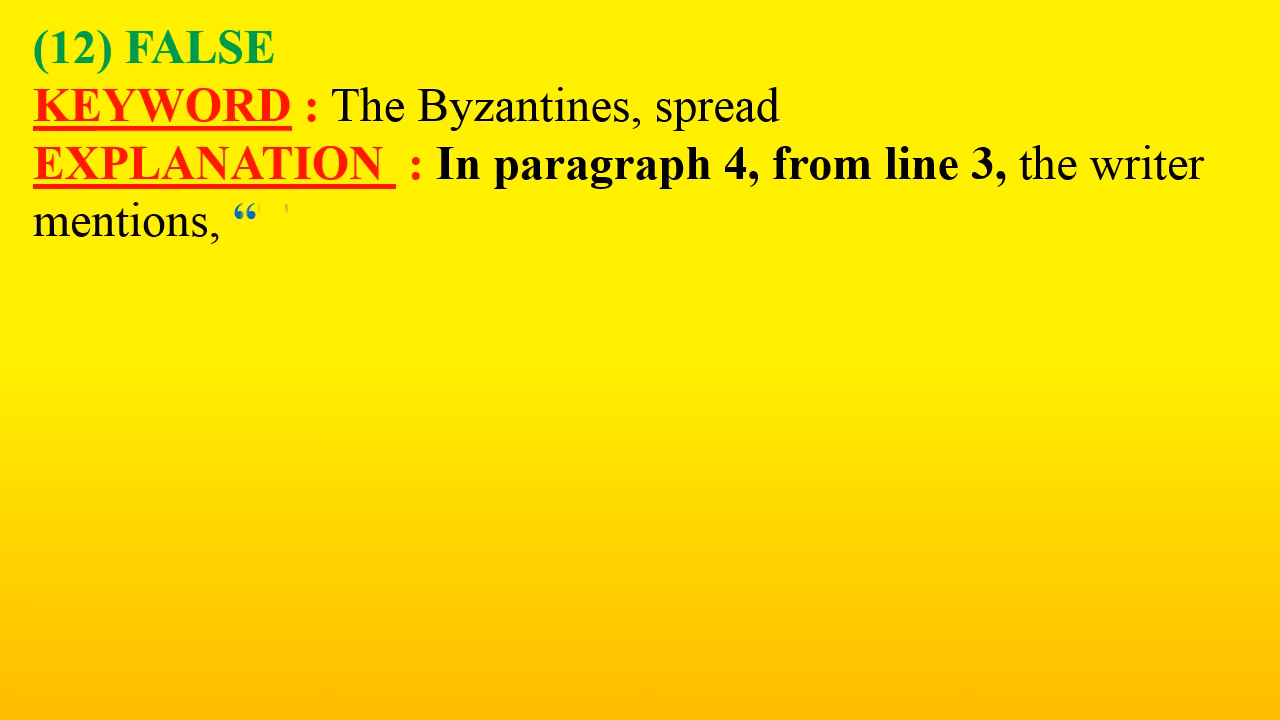 (12) FALSE
KEYWORD : The Byzantines, spread
EXPLANATION : In paragraph 4, from line 3, the writer
mentions, “